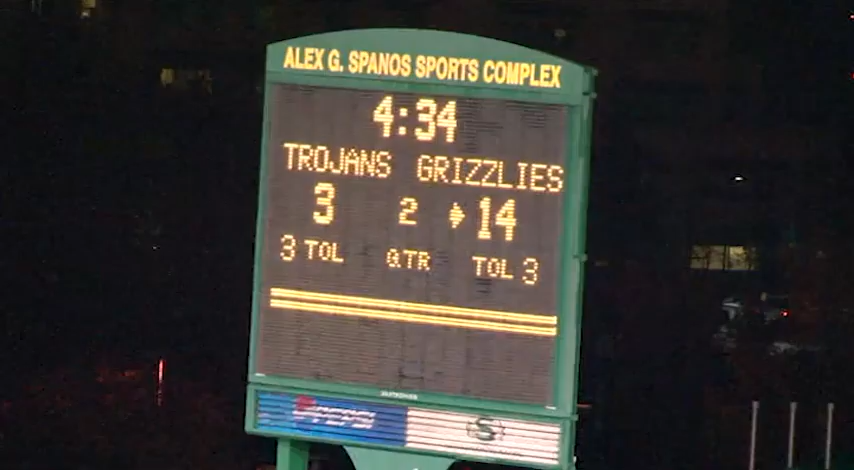 ALEX G. SPANOS SPORTS COMPLEX
4:34
TROJANS GRIZZLIES
3 2 14
3 TOL QTR TOL 3
PEPSI S